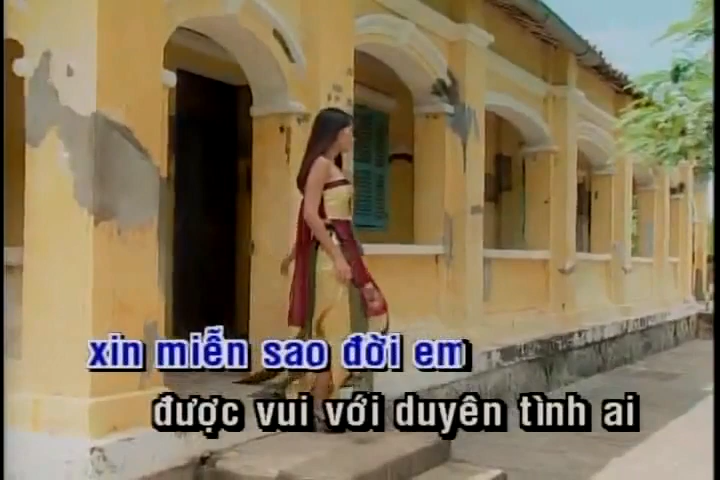 xin miễn sao đời em
được vui với duyên tình ai